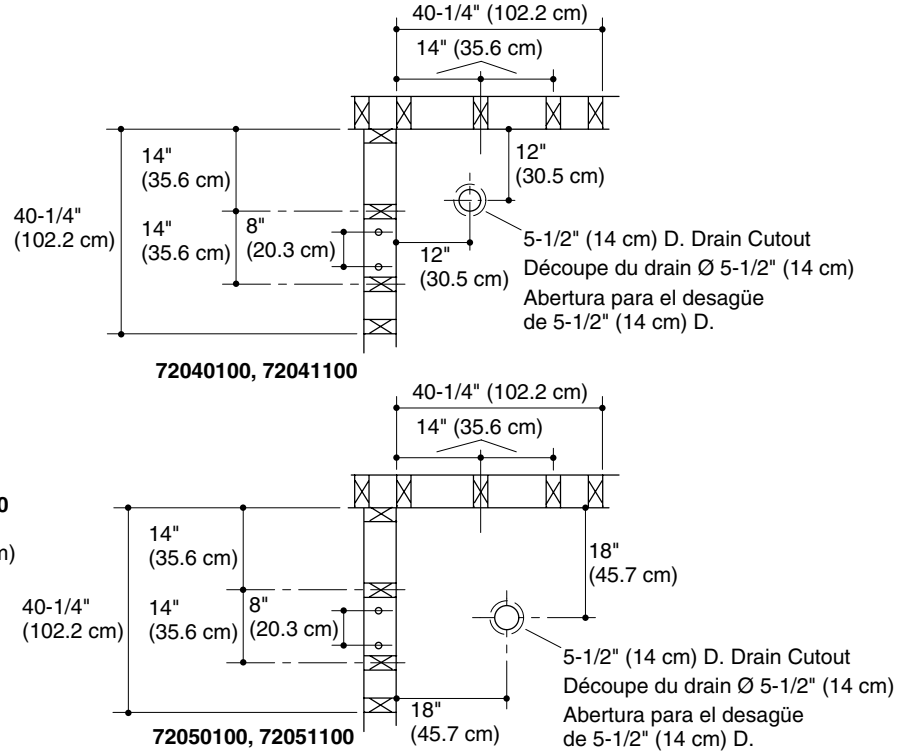 40-1/4" (102.2 cm)
14" (35.6 cm)
14"
(35.6 cm)
12"
(30.5 cm)
40-1/4"
(102.2 cm)
14"
(35.6 cm)
8"
(20.3 cm)
12"
(30.5 cm)
5-1/2" (14 cm) D. Drain Cutout
Découpe du drain Ø 5-1/2" (14 cm)
Abertura para el desagüe
de 5-1/2" (14 cm) D.
72040100, 72041100
40-1/4" (102.2 cm)
14" (35.6 cm)
0
m)
14"
(35.6 cm)
18"
(45.7 cm)
40-1/4"
(102.2 cm)
14"
(35.6 cm)
8"
(20.3 cm)
18"
(45.7 cm)
5-1/2" (14 cm) D. Drain Cutout
Découpe du drain Ø 5-1/2" (14 cm)
Abertura para el desagüe
de 5-1/2" (14 cm) D.
72050100, 72051100